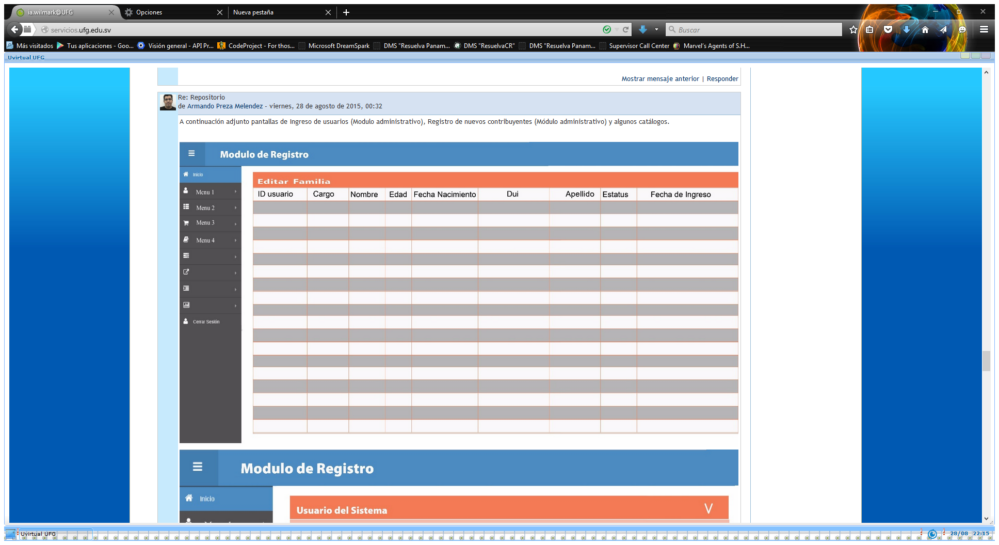 ia.wilmark@UFG
Opciones
Nueva pestaña
servicios.ufg.edu.sv
Buscar
Más visitados
Tus aplicaciones - Goo...
Visión general - API Pr...
CodeProject - For thos...
Microsoft DreamSpark
DMS "Resuelva Panam...
DMS "ResuelvaCR"
DMS "Resuelva Panam...
Supervisor Call Center
Marvel's Agents of S.H...
Uvirtual UFG
Mostrar mensaje anterior | Responder
Re: Repositorio
de Armando Preza Melendez - viernes, 28 de agosto de 2015, 00:32
A continuación adjunto pantallas de Ingreso de usuarios (Modulo administrativo), Registro de nuevos contribuyentes (Módulo administrativo) y algunos catálogos.
Modulo de Registro
Inicio
Menu 1
Menu 2
Menu 3
Menu 4
Cerrar Sesión
Editar Familia
ID usuario Cargo Nombre Edad Fecha Nacimiento Dui Apellido Estatus Fecha de Ingreso
Modulo de Registro
Inicio
Usuario del Sistema V
Uvirtual UFG
28/08 22:15